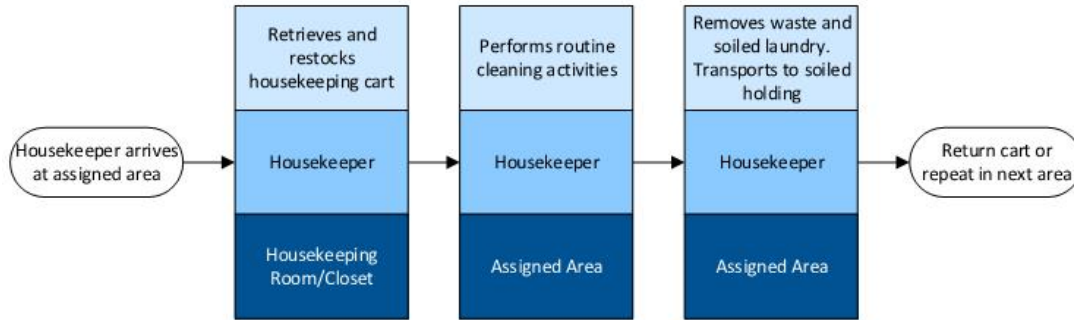 Housekeeper arrives
at assigned area
Retrieves and
restocks
housekeeping cart
Housekeeper
Housekeeping
Room/Closet
Performs routine
cleaning activities
Housekeeper
Assigned Area
Removes waste and
soiled laundry.
Transports to soiled
holding
Housekeeper
Assigned Area
Return cart or
repeat in next area